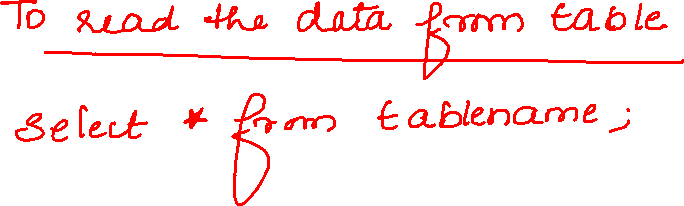 To read the data from table
select * from tablename;